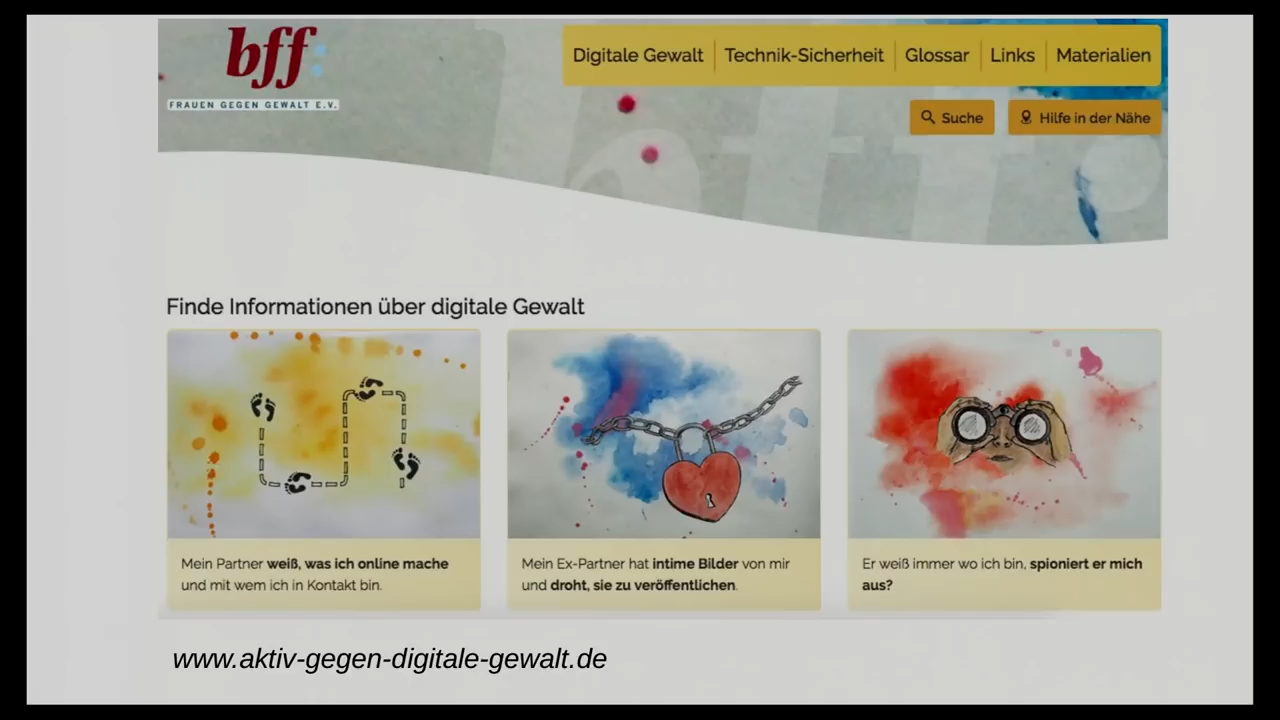 bff:
FRAUEN GEGEN GEWALT E.V.
Digitale Gewalt
Technik-Sicherheit
Glossar
Links
Materialien
Suche
Hilfe in der Nähe
bff:
Finde Informationen über digitale Gewalt
Mein Partner weiß, was ich online mache
und mit wem ich in Kontakt bin.
Mein Ex-Partner hat intime Bilder von mir
und droht, sie zu veröffentlichen.
Er weiß immer wo ich bin, spioniert er mich
aus?
www.aktiv-gegen-digitale-gewalt.de